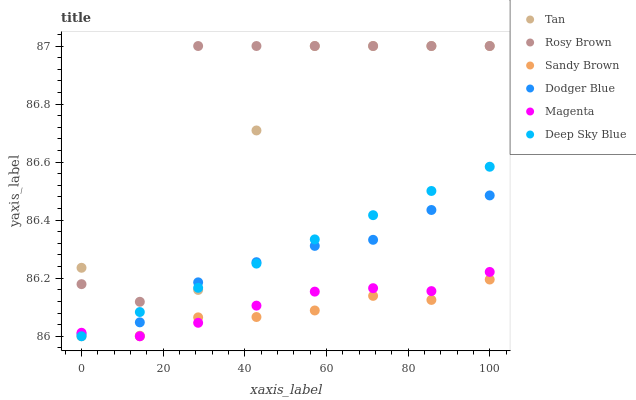 title
87
86.8
86.6
86.4
86.2
86
0
20
40
60
80
100
xaxis_label
yaxis_label
Tan
Rosy Brown
Sandy Brown
Dodger Blue
Magenta
Deep Sky Blue